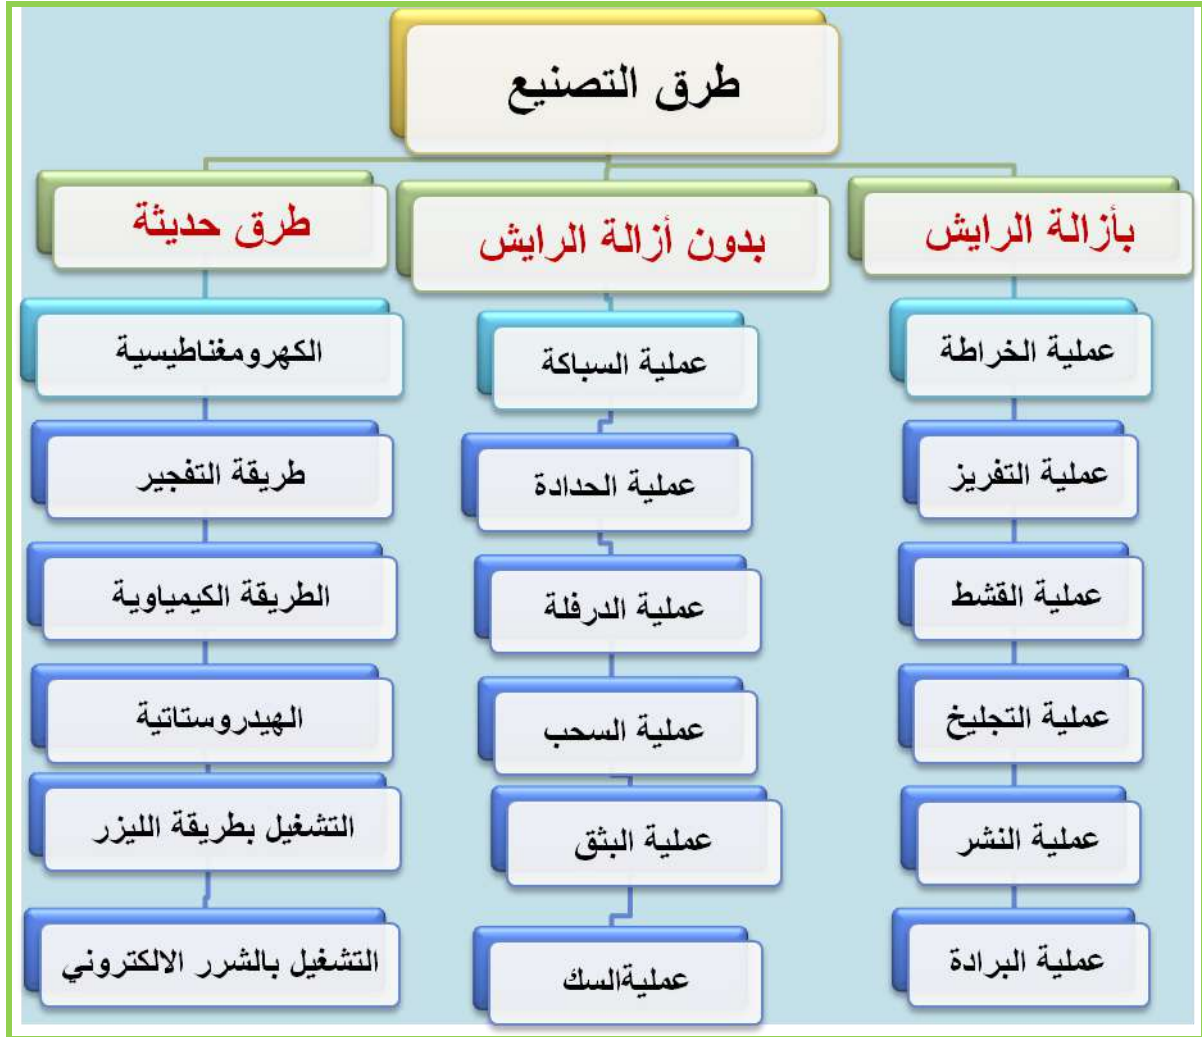 طرق التصنيع
بأزالة الرايش
عملية الخراطة
عملية التفريز
عملية القشط
عملية التجليخ
عملية النشر
عملية البرادة
بدون أزالة الرايش
عملية السباكة
عملية الحدادة
عملية الدرفلة
عملية السحب
عملية البثق
عمليةالسك
طرق حديثة
الكهرومغناطيسية
طريقة التفجير
الطريقة الكيمياوية
الهيدروستاتية
التشغيل بطريقة الليزر
التشغيل بالشرر الالكتروني